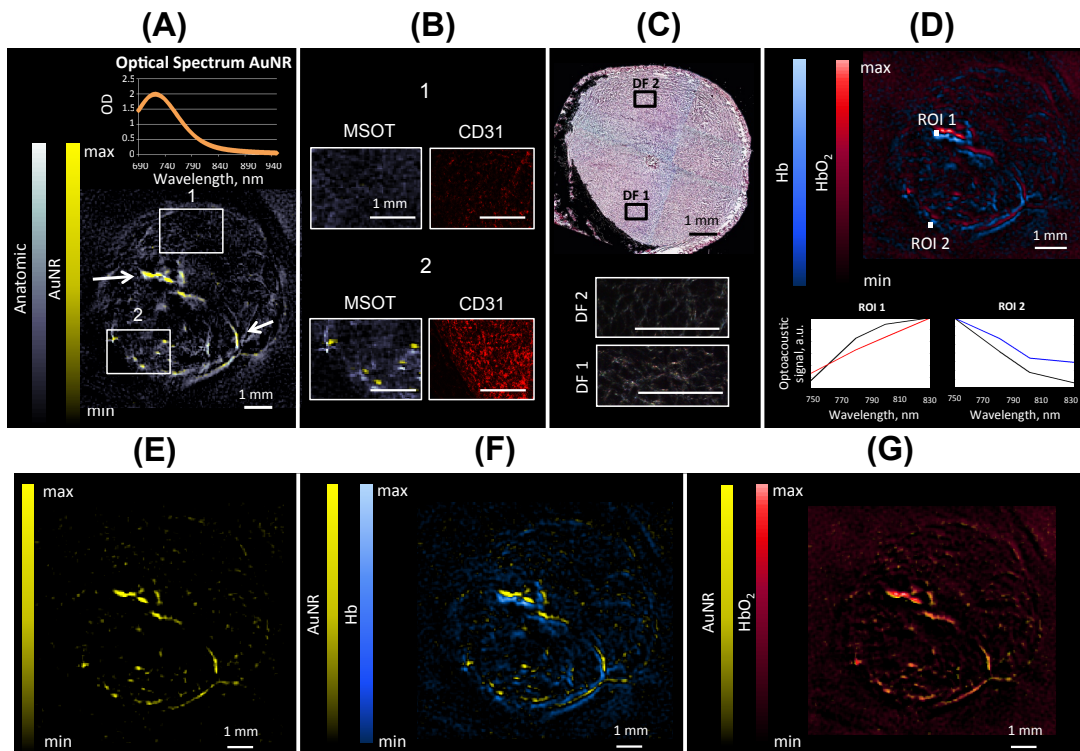 (A)
Optical Spectrum AuNR
OD
2.5
2
1.5
1
0.5
0
690 740 790 840 890 940
Wavelength, nm
max
min
Anatomic
AuNR
1
2
1 mm
(B)
1
MSOT CD31
1 mm
2
MSOT CD31
(C)
DF 2
DF 1
1 mm
DF 2
DF 1
(D)
Hb
HbO₂
max
min
ROI 1
ROI 2
1 mm
ROI 1 ROI 2
Optoacoustic
signal, a.u.
750 770 790 810 830
750 770 790 810 830
Wavelength, nm Wavelength, nm
(E)
max
min
1 mm
(F)
AuNR
Hb
max
min
1 mm
(G)
AuNR
HbO₂
max
min
1 mm